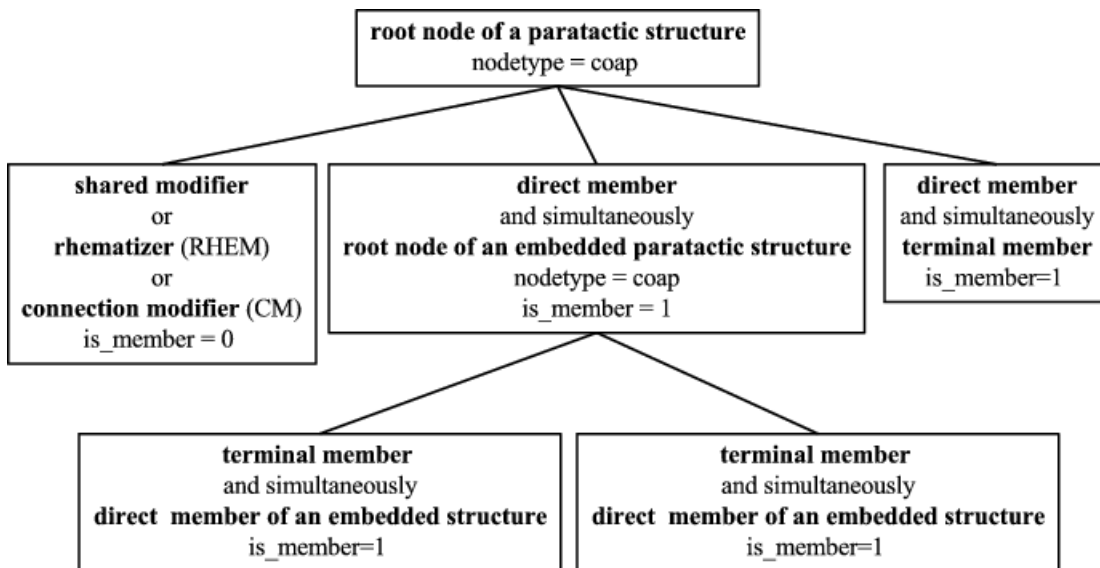 root node of a paratactic structure
nodetype = coap
shared modifier
or
rhematizer (RHEM)
or
connection modifier (CM)
is_member = 0
direct member
and simultaneously
root node of an embedded paratactic structure
nodetype = coap
is_member = 1
direct member
and simultaneously
terminal member
is_member=1
terminal member
and simultaneously
direct member of an embedded structure
is_member=1
terminal member
and simultaneously
direct member of an embedded structure
is_member=1